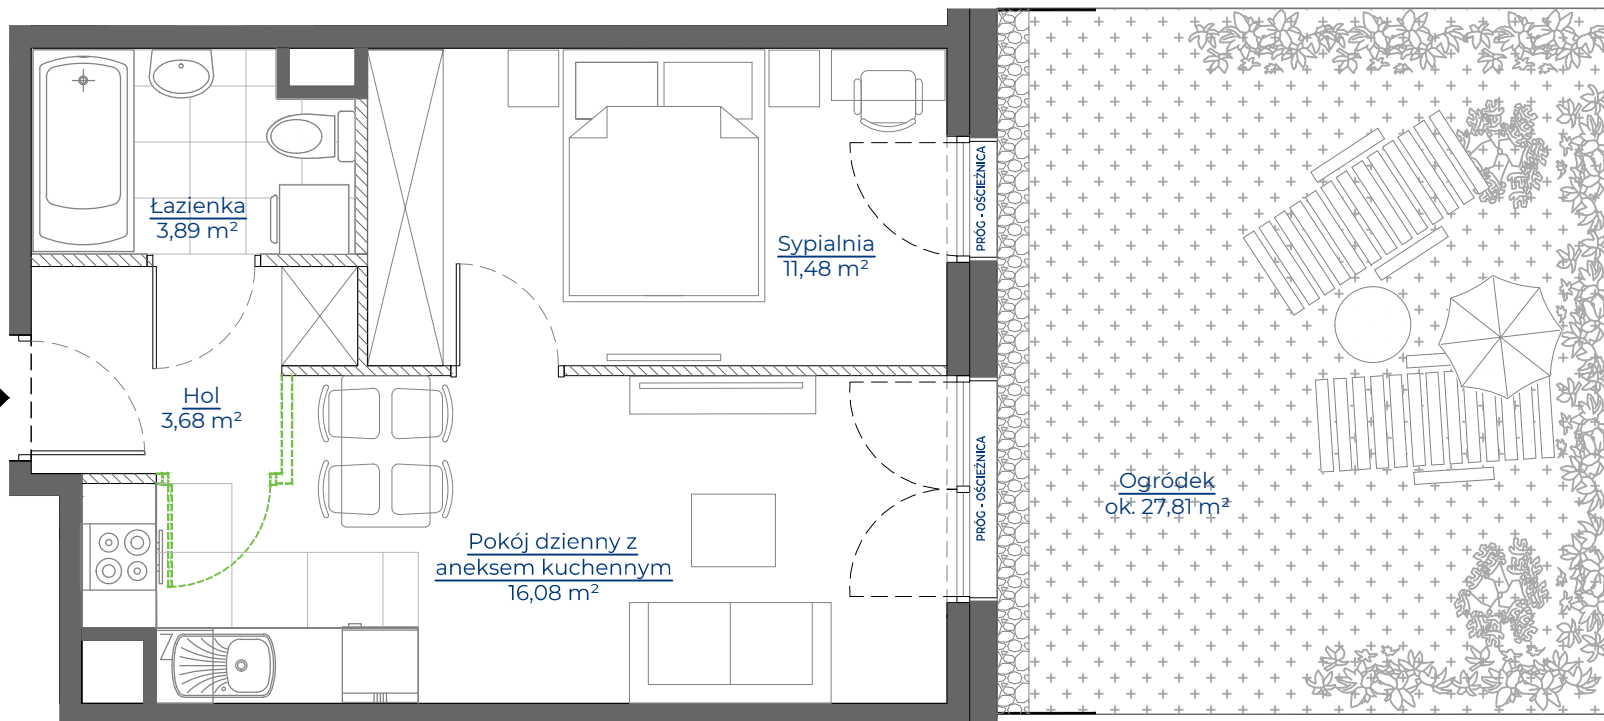 Łazienka
3,89 m²
Sypialnia
11,48 m²
PRÓG - OŚCIEŻNICA
Hol
3,68 m²
Pokój dzienny z
aneksem kuchennym
16,08 m²
PRÓG - OŚCIEŻNICA
Ogródek
ok. 27,81 m²
Z